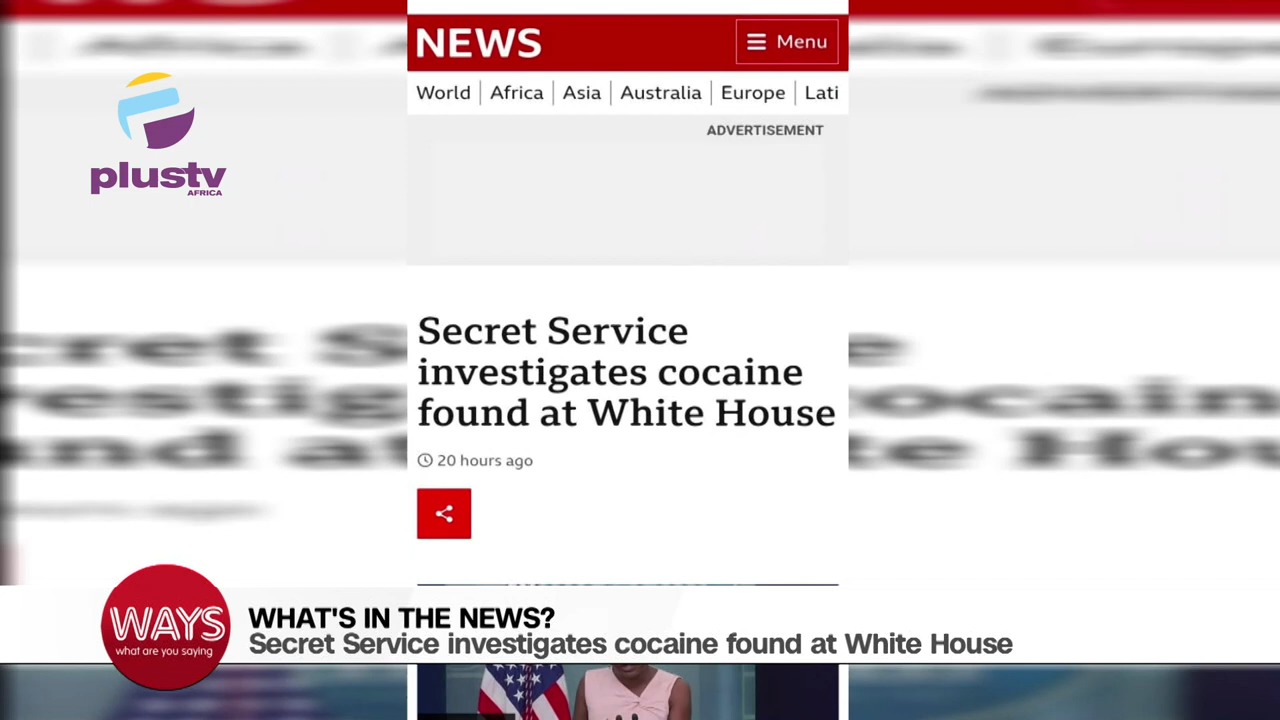 NEWS
Menu
World
Africa
Asia
Australia
Europe
Lati
ADVERTISEMENT
plustv
AFRICA
Secret Service
investigates cocaine
found at White House
20 hours ago
WAYS
what are you saying
WHAT'S IN THE NEWS?
Secret Service investigates cocaine found at White House